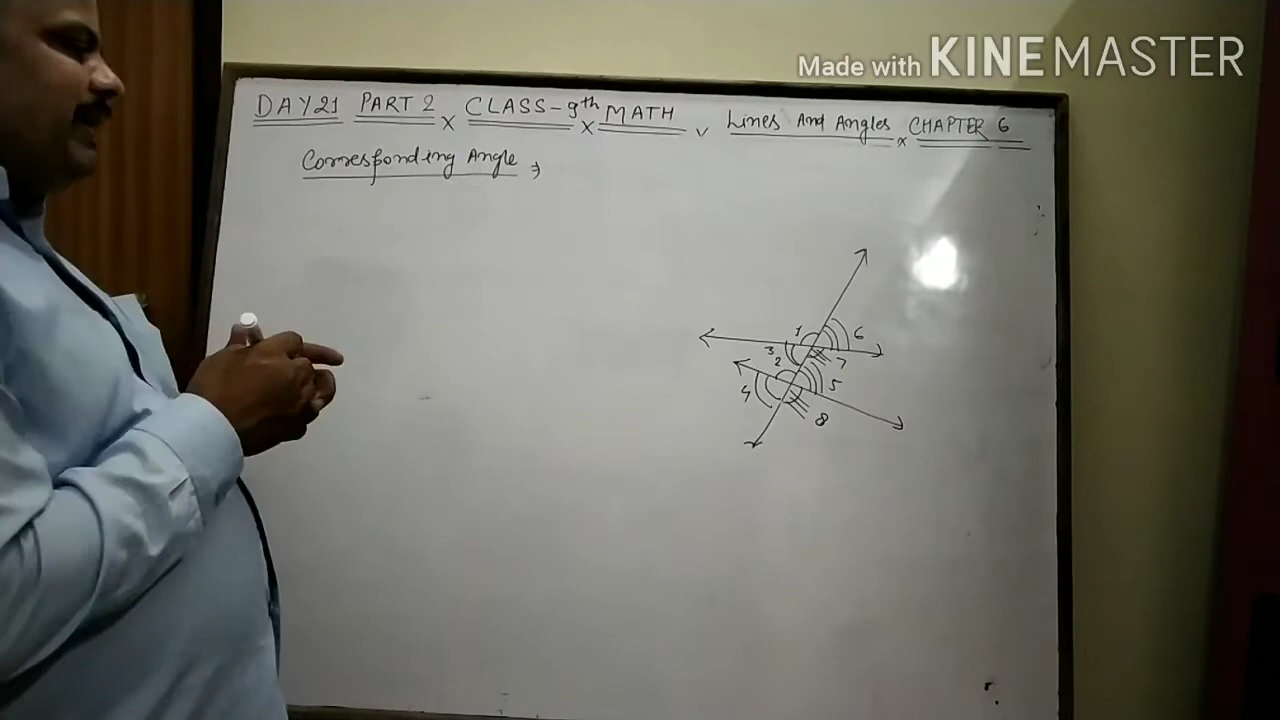 Made with KINEMASTER
DAY 21 PART 2 x CLASS-9th x MATH x Lines And Angles x CHAPTER 6
Corresponding Angle
1 6
3
2 7
4 5
8